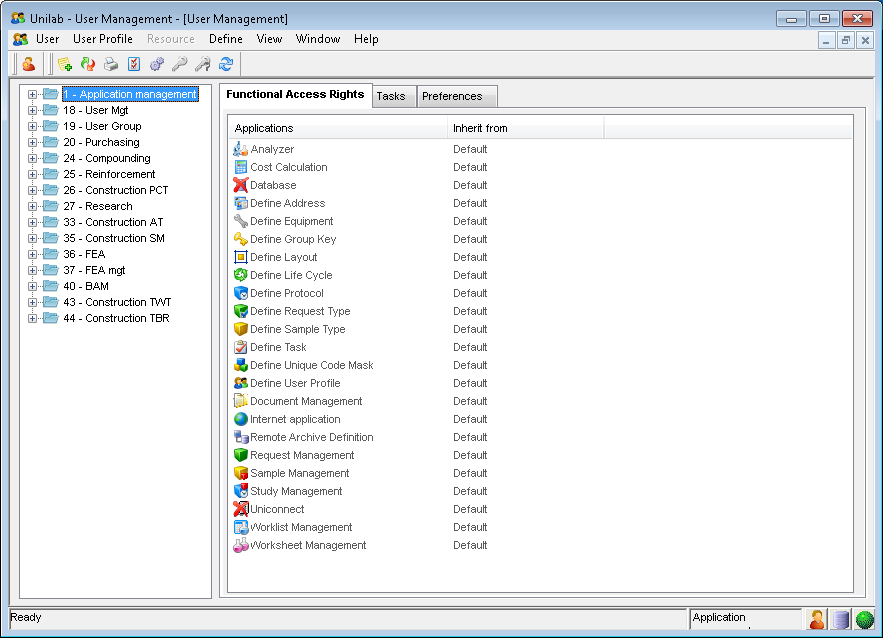 Unilab - User Management - [User Management]
User User Profile Resource Define View Window Help
1 - Application management
18 - User Mgt
19 - User Group
20 - Purchasing
24 - Compounding
25 - Reinforcement
26 - Construction PCT
27 - Research
33 - Construction AT
35 - Construction SM
36 - FEA
37 - FEA mgt
40 - BAM
43 - Construction TWT
44 - Construction TBR
Functional Access Rights Tasks Preferences
Applications Inherit from
Analyzer Default
Cost Calculation Default
Database Default
Define Address Default
Define Equipment Default
Define Group Key Default
Define Layout Default
Define Life Cycle Default
Define Protocol Default
Define Request Type Default
Define Sample Type Default
Define Task Default
Define Unique Code Mask Default
Define User Profile Default
Document Management Default
Internet application Default
Remote Archive Definition Default
Request Management Default
Sample Management Default
Study Management Default
Uniconnect Default
Worklist Management Default
Worksheet Management Default
Ready Application